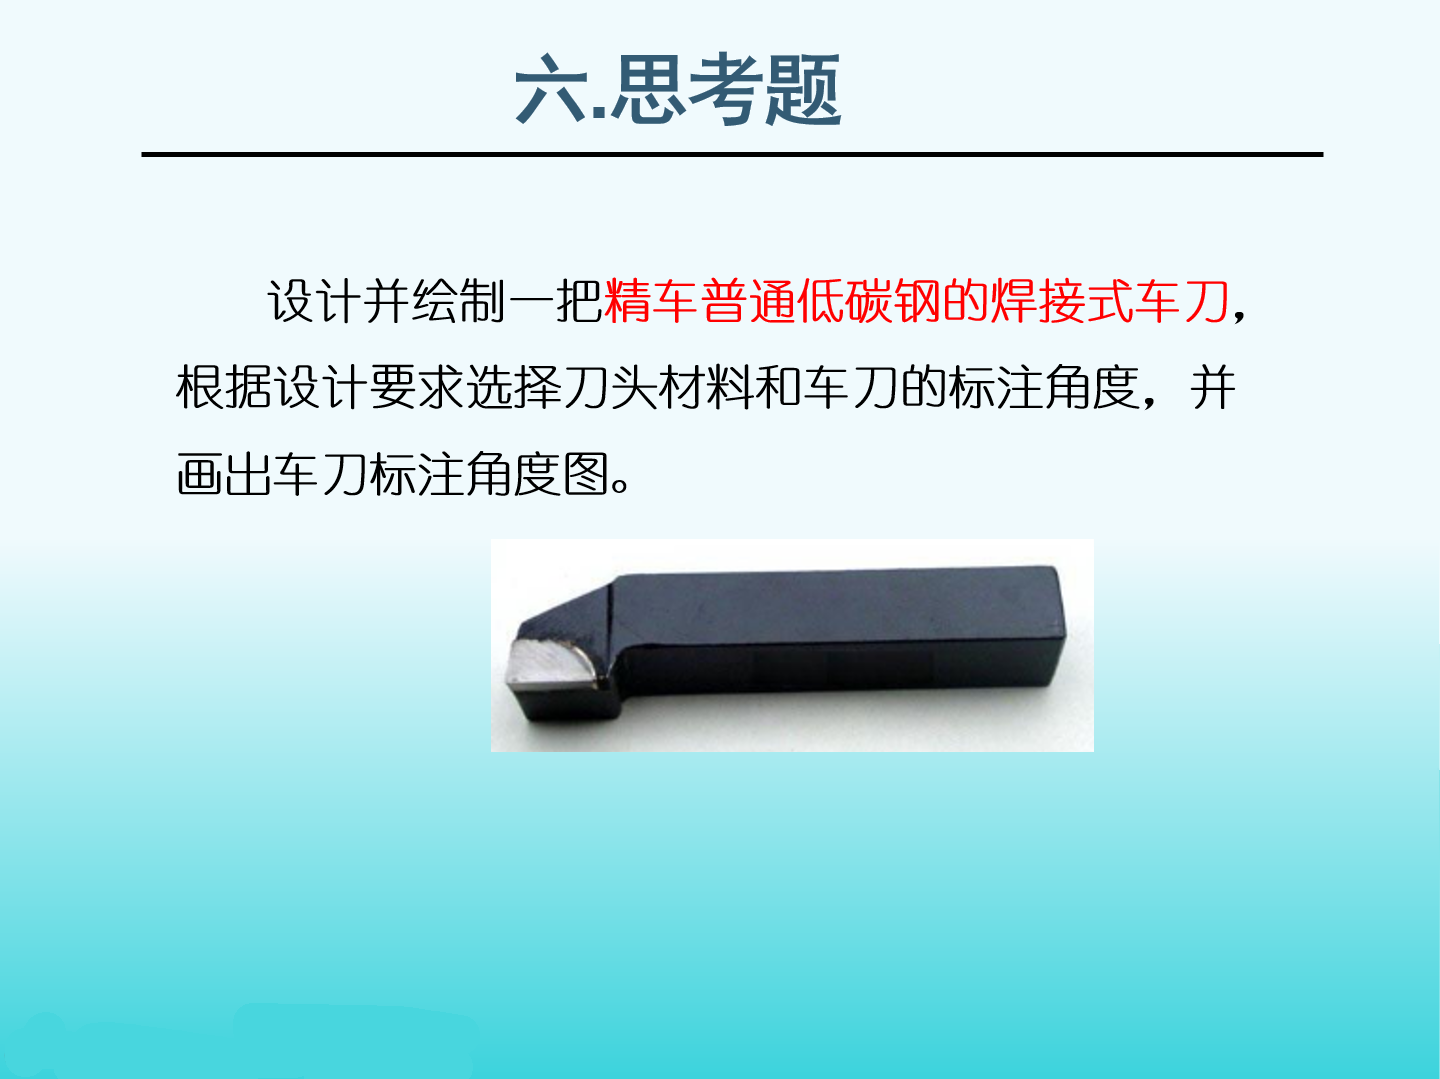 六.思考题
设计并绘制一把精车普通低碳钢的焊接式车刀，
根据设计要求选择刀头材料和车刀的标注角度，并
画出车刀标注角度图。